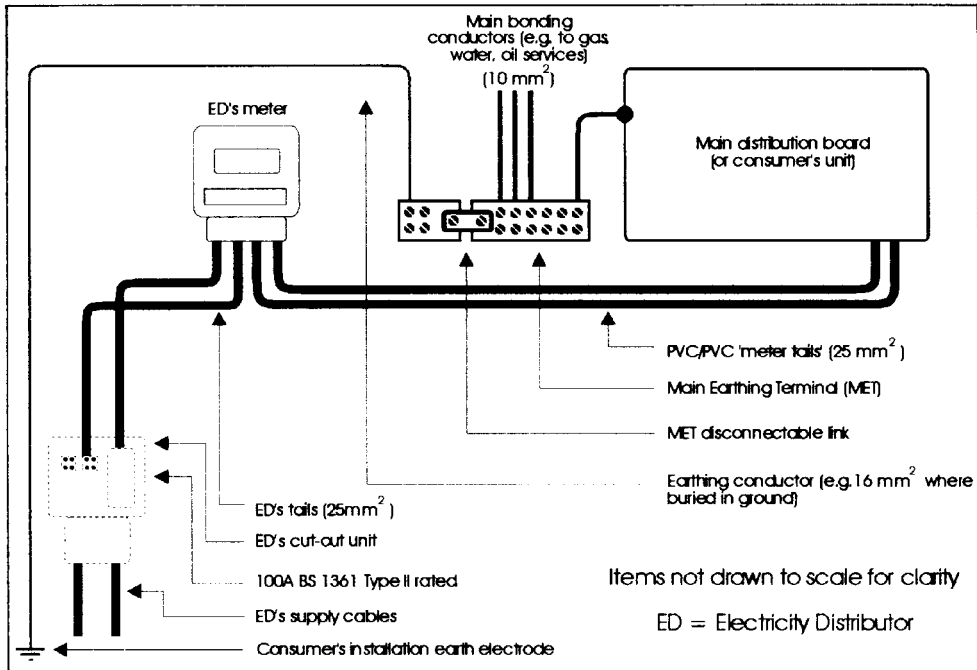 Main bonding
conductors (e.g. to gas,
water, oil services)
(10 mm²)
ED's meter
Main distribution board
(or consumer's unit)
PVC/PVC 'meter tails' (25 mm²)
Main Earthing Terminal (MET)
MET disconnectable link
Earthing conductor (e.g. 16 mm² where
buried in ground)
ED's tails (25mm²)
ED's cut-out unit
100A BS 1361 Type II rated
ED's supply cables
Consumer's installation earth electrode
Items not drawn to scale for clarity
ED = Electricity Distributor